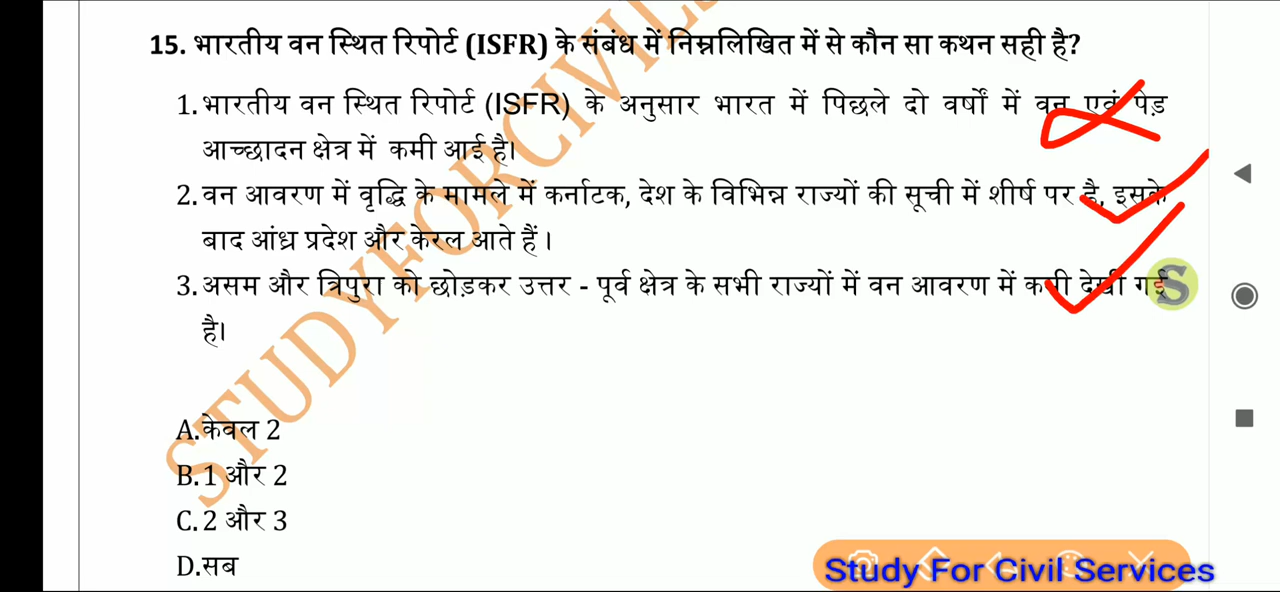 15. भारतीय वन स्थित रिपोर्ट (ISFR) के संबंध में निम्नलिखित में से कौन सा कथन सही है?
1. भारतीय वन स्थित रिपोर्ट (ISFR) के अनुसार भारत में पिछले दो वर्षों में वन एवं पेड़
आच्छादन क्षेत्र में कमी आई है।
2. वन आवरण में वृद्धि के मामले में कर्नाटक, देश के विभिन्न राज्यों की सूची में शीर्ष पर है, इसके
बाद आंध्र प्रदेश और केरल आते हैं।
3. असम और त्रिपुरा को छोड़कर उत्तर - पूर्व क्षेत्र के सभी राज्यों में वन आवरण में कमी देखी गई
है।
A. केवल 2
B. 1 और 2
C. 2 और 3
D. सब
STUDYFORCIVILS
S
Study For Civil Services